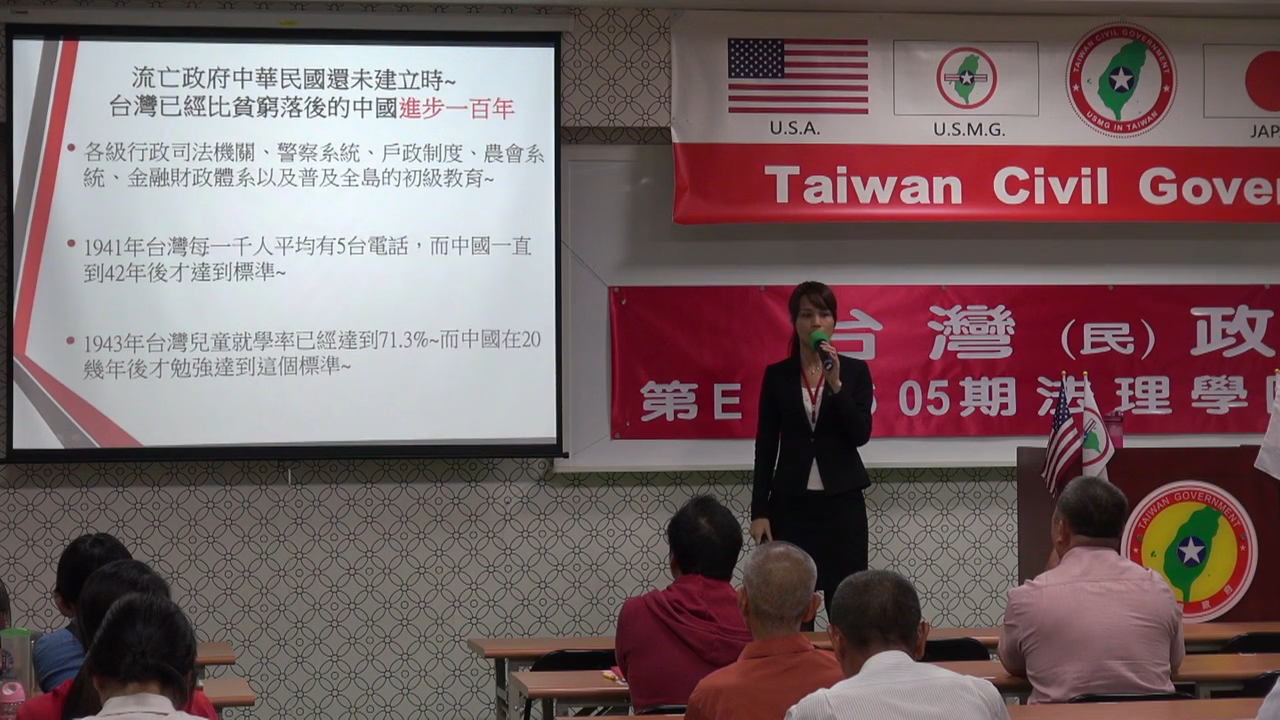 流亡政府中華民國還未建立時~
台灣已經比貧窮落後的中國進步一百年
• 各級行政司法機關、警察系統、戶政制度、農會系
統、金融財政體系以及普及全島的初級教育~
• 1941年台灣每一千人平均有5台電話，而中國一直
到42年後才達到標準~
• 1943年台灣兒童就學率已經達到71.3%~而中國在20
幾年後才勉強達到這個標準~
U.S.A.
U.S.M.G.
TAIWAN CIVIL GOVERNMENT
USMG IN TAIWAN
JAP
Taiwan Civil Gover
台灣（民）政
第E 05期法理學
TAIWAN GOVERNMENT